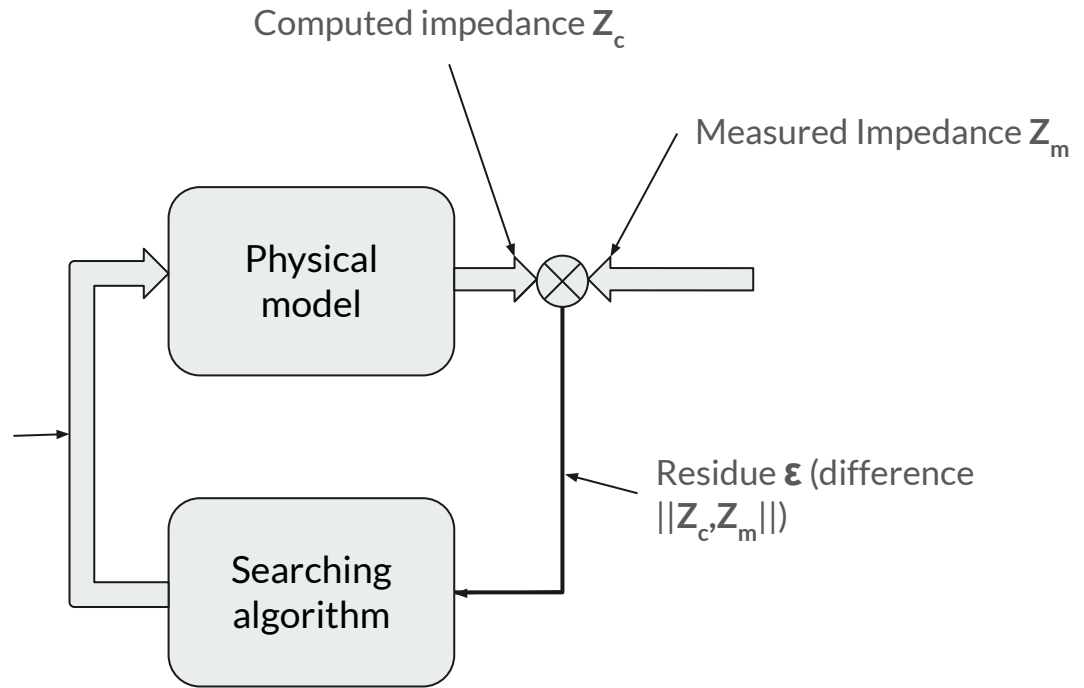 Computed impedance Zc
Measured Impedance Zm
Physical
model
Residue ε (difference
||Zc,Zm||)
Searching
algorithm